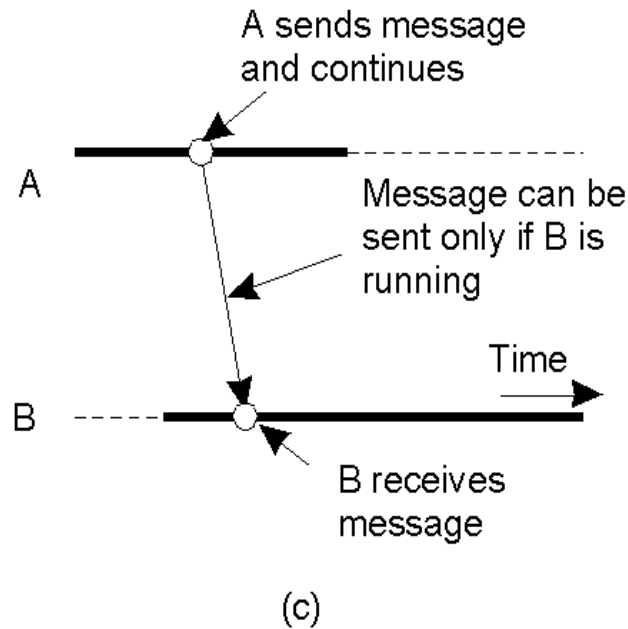 A sends message
and continues
A
Message can be
sent only if B is
running
Time
B
B receives
message
(c)